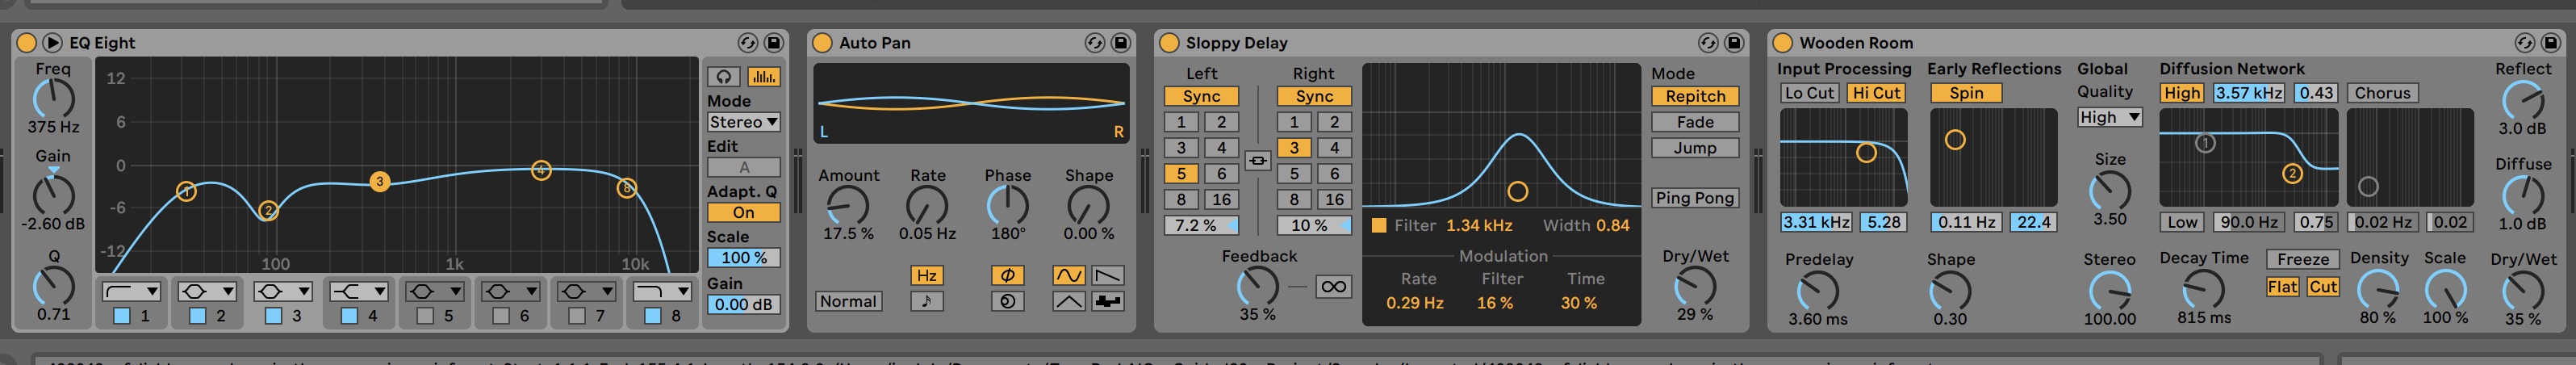 EQ Eight
Freq
375 Hz
Gain
-2.60 dB
Q
0.71
12
6
0
-6
-12
100
1k
10k
1
2
3
4
8
1
2
3
4
5
6
7
8
Mode
Stereo
Edit
A
Adapt. Q
On
Scale
100 %
Gain
0.00 dB
Auto Pan
L
R
Amount
Rate
Phase
Shape
17.5 %
0.05 Hz
180°
0.00 %
Normal
Hz
Sloppy Delay
Left
Right
Sync
Sync
1 2
1 2
3 4
3 4
5 6
5 6
8 16
8 16
7.2 %
10 %
Feedback
35 %
Filter 1.34 kHz Width 0.84
Modulation
Rate Filter Time
0.29 Hz 16 % 30 %
Mode
Repitch
Fade
Jump
Ping Pong
Dry/Wet
29 %
Wooden Room
Input Processing
Lo Cut Hi Cut
3.31 kHz 5.28
Predelay
3.60 ms
Early Reflections
Spin
0.11 Hz 22.4
Shape
0.30
Global
Quality
High
Size
3.50
Stereo
100.00
Diffusion Network
High 3.57 kHz 0.43 Chorus
1
2
Low 90.0 Hz 0.75 0.02 Hz 0.02
Decay Time
815 ms
Freeze
Flat Cut
Density
80 %
Scale
100 %
Reflect
3.0 dB
Diffuse
1.0 dB
Dry/Wet
35 %